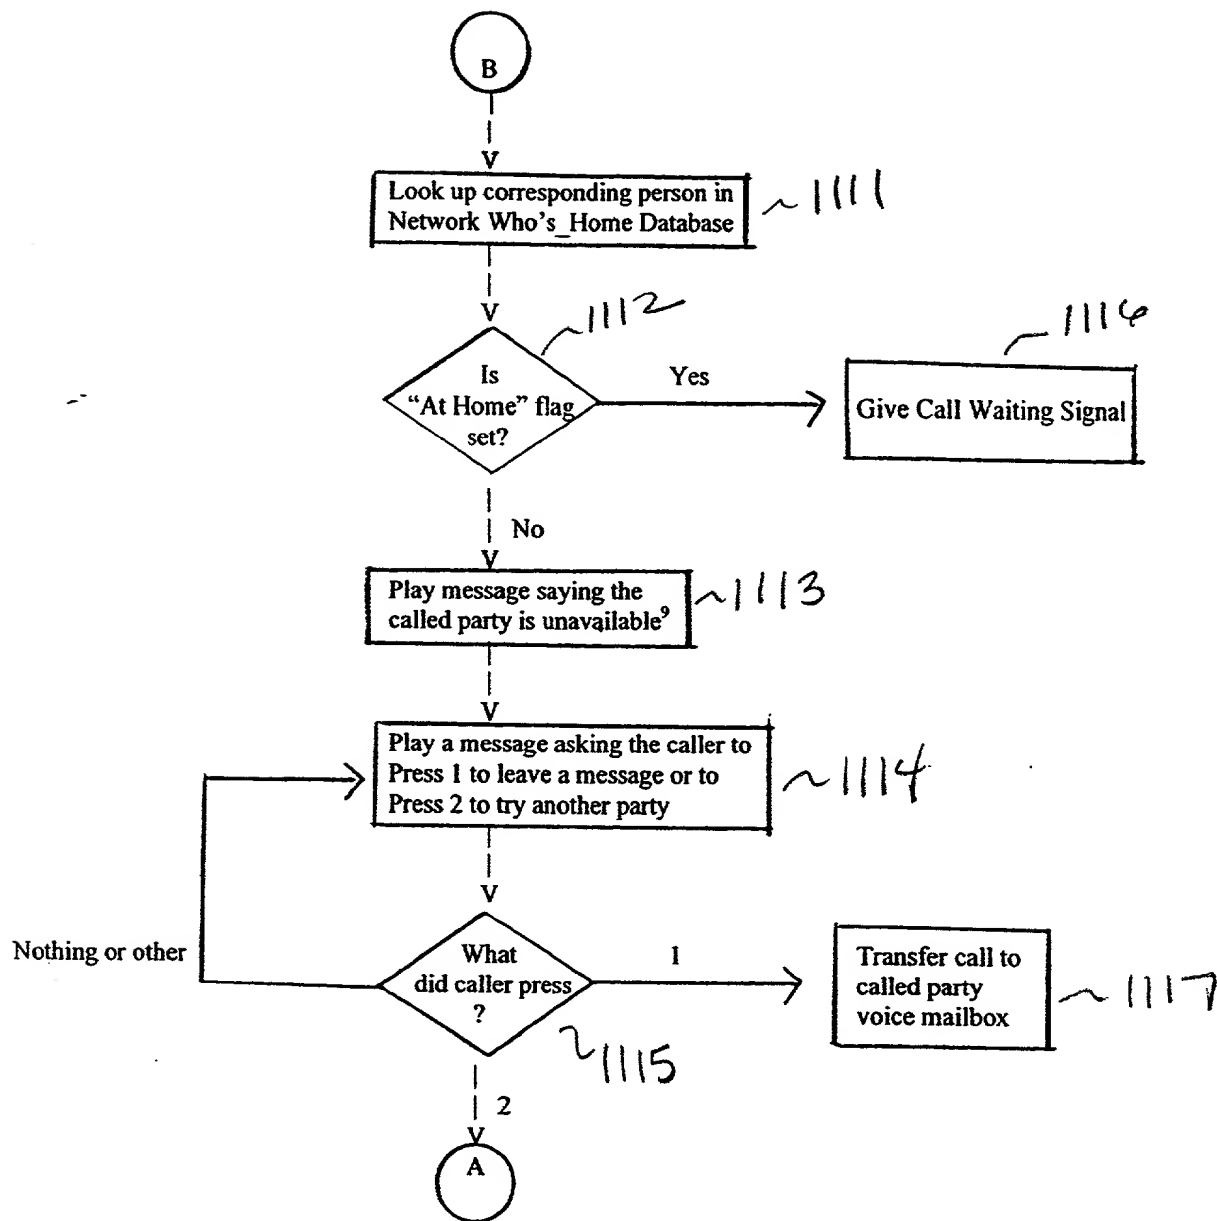 B
Look up corresponding person in
Network Who's_Home Database
~ 1111
1112
Is
"At Home" flag
set?
Yes
1116
Give Call Waiting Signal
No
Play message saying the
called party is unavailable⁹
~1113
Play a message asking the caller to
Press 1 to leave a message or to
Press 2 to try another party
~1114
Nothing or other
What
did caller press
?
1
Transfer call to
called party
voice mailbox
~1117
1115
2
A